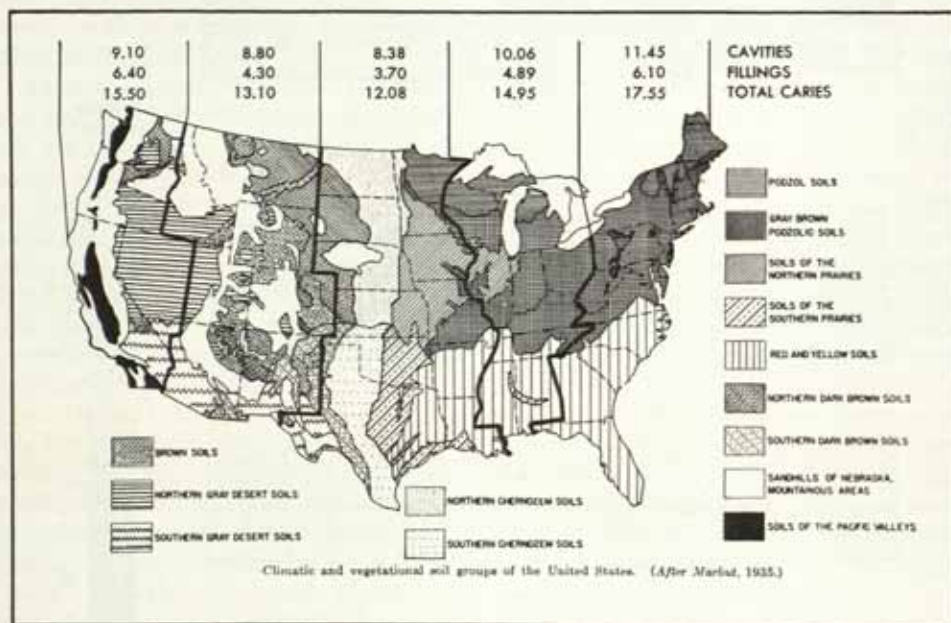 9.10 8.80 8.38 10.06 11.45 CAVITIES
6.40 4.30 3.70 4.89 6.10 FILLINGS
15.50 13.10 12.08 14.95 17.55 TOTAL CARIES
PODZOL SOILS
GRAY BROWN
PODZOLIC SOILS
SOILS OF THE
NORTHERN PRAIRIES
SOILS OF THE
SOUTHERN PRAIRIES
RED AND YELLOW SOILS
NORTHERN DARK BROWN SOILS
SOUTHERN DARK BROWN SOILS
SANDHILLS OF NEBRASKA,
MOUNTAINOUS AREAS
SOILS OF THE PACIFIC VALLEYS
BROWN SOILS
NORTHERN GRAY DESERT SOILS
SOUTHERN GRAY DESERT SOILS
NORTHERN CHERNOZEM SOILS
SOUTHERN CHERNOZEM SOILS
Climatic and vegetational soil groups of the United States. (After Marbut, 1935.)